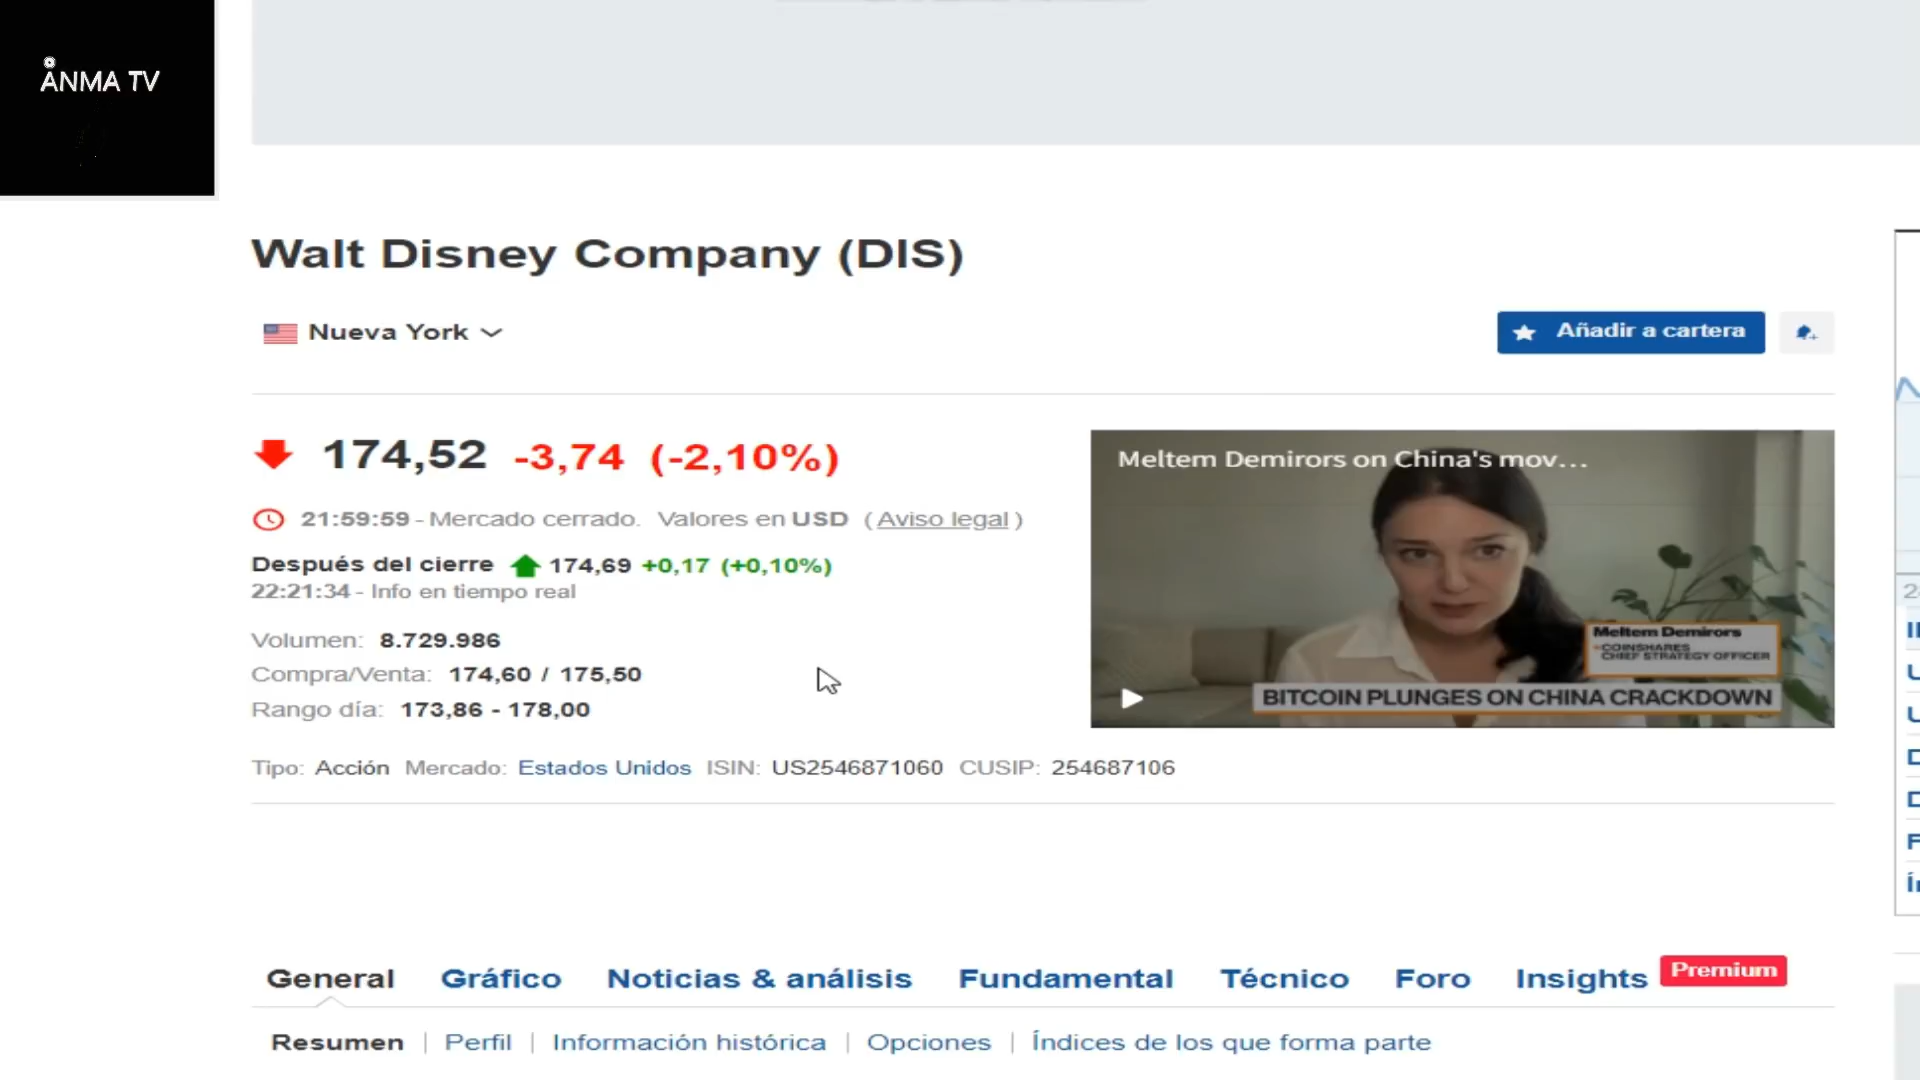 ANMA TV
Walt Disney Company (DIS)
Nueva York
Añadir a cartera
174,52 -3,74 (-2,10%)
21:59:59 - Mercado cerrado. Valores en USD ( Aviso legal )
Después del cierre 174,69 +0,17 (+0,10%)
22:21:34 - Info en tiempo real
Volumen: 8.729.986
Compra/Venta: 174,60 / 175,50
Rango día: 173,86 - 178,00
Meltem Demirors on China's mov...
Meltem Demirors
COINSHARES
CHIEF STRATEGY OFFICER
BITCOIN PLUNGES ON CHINA CRACKDOWN
Tipo: Acción Mercado: Estados Unidos ISIN: US2546871060 CUSIP: 254687106
General Gráfico Noticias & análisis Fundamental Técnico Foro Insights Premium
Resumen | Perfil | Información histórica | Opciones | Índices de los que forma parte